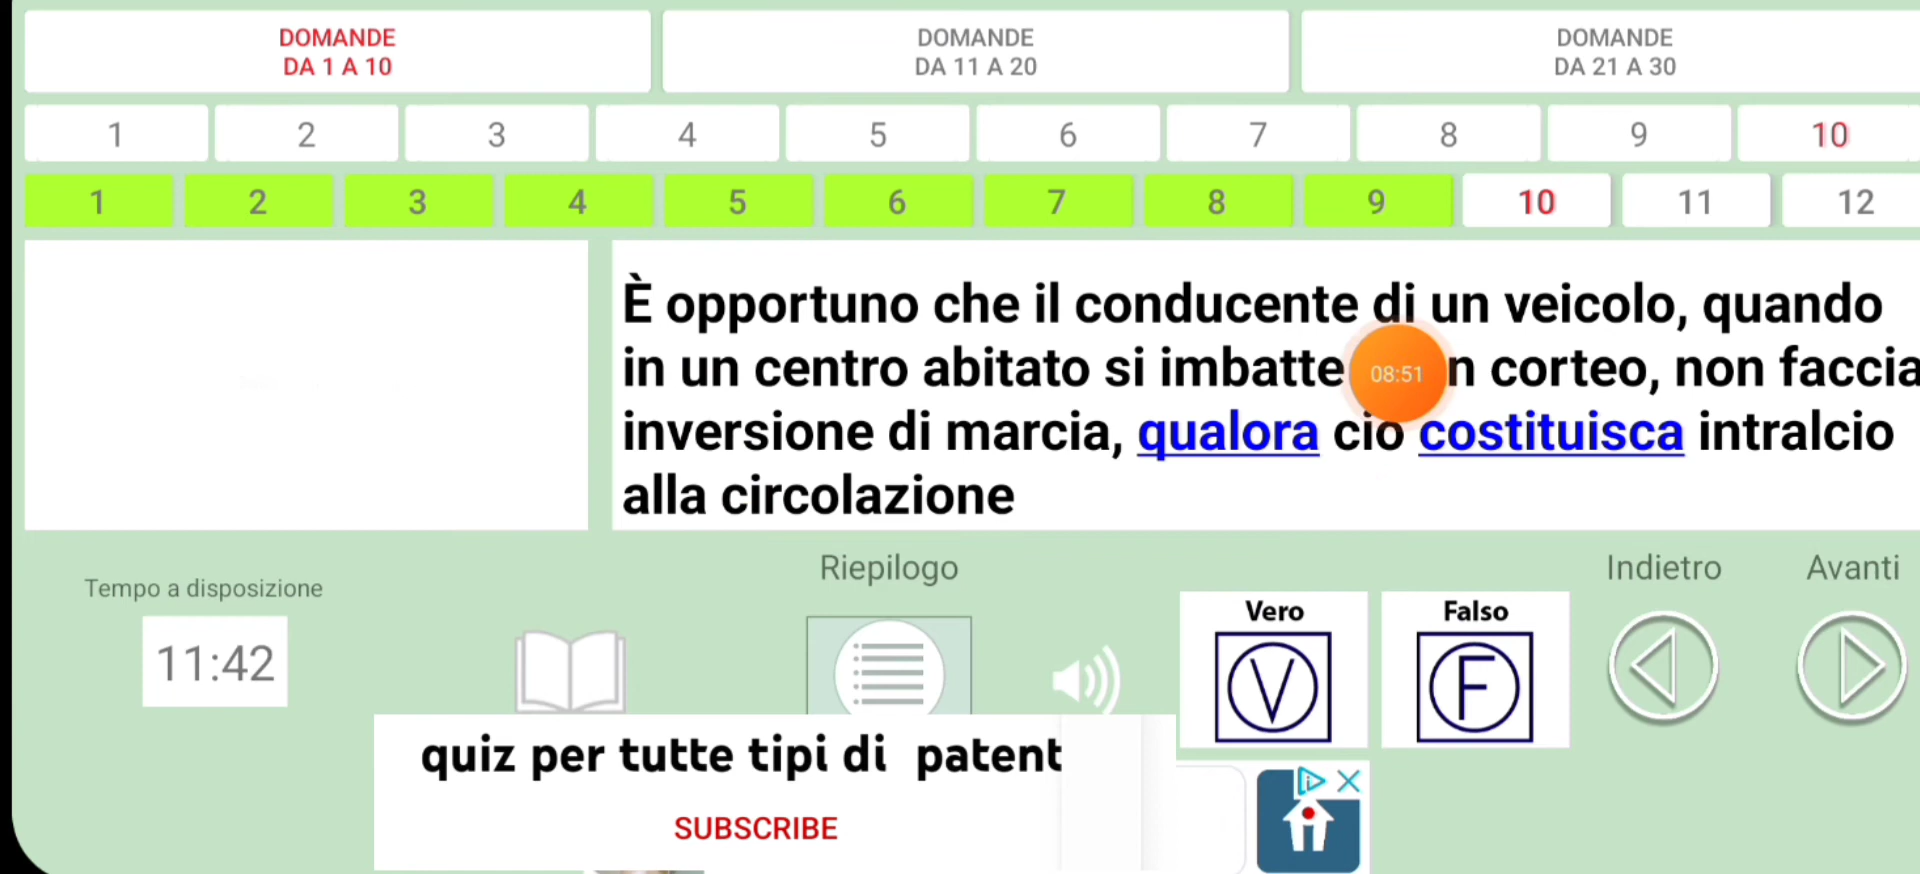 DOMANDE
DA 1 A 10
DOMANDE
DA 11 A 20
DOMANDE
DA 21 A 30
1 2 3 4 5 6 7 8 9 10
1 2 3 4 5 6 7 8 9 10 11 12
È opportuno che il conducente di un veicolo, quando
in un centro abitato si imbatte n corteo, non faccia
inversione di marcia, qualora ciò costituisca intralcio
alla circolazione
08:51
Tempo a disposizione
11:42
Riepilogo
Vero
V
Falso
F
Indietro
Avanti
quiz per tutte tipi di patent
SUBSCRIBE